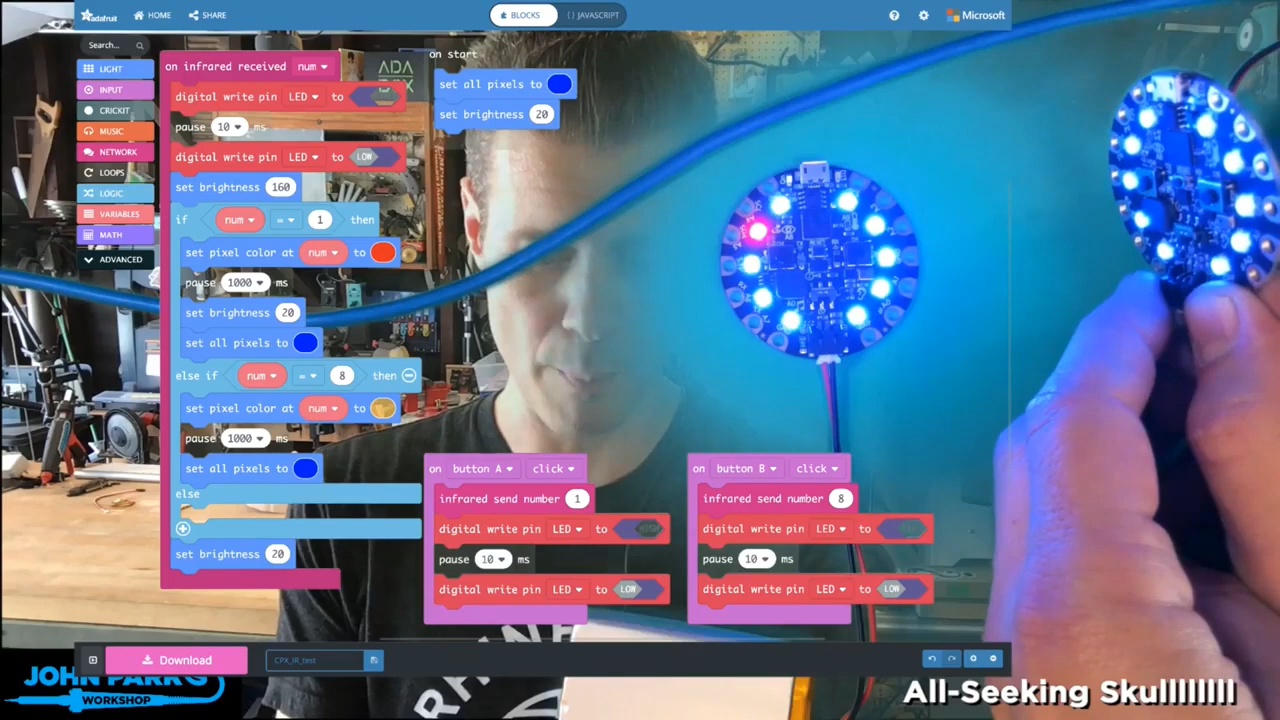 adafruit
HOME
SHARE
BLOCKS
{ } JAVASCRIPT
Microsoft
Search...
LIGHT
INPUT
CRICKIT
MUSIC
NETWORK
LOOPS
LOGIC
VARIABLES
MATH
ADVANCED
on infrared received num
digital write pin LED to
pause 10 ms
digital write pin LED to LOW
set brightness 160
if num = 1 then
set pixel color at num to
pause 1000 ms
set brightness 20
set all pixels to
else if num = 8 then
set pixel color at num to
pause 1000 ms
set all pixels to
else
set brightness 20
ADA
on start
set all pixels to
set brightness 20
on button A click
infrared send number 1
digital write pin LED to HIGH
pause 10 ms
digital write pin LED to LOW
on button B click
infrared send number 8
digital write pin LED to
pause 10 ms
digital write pin LED to LOW
Download
CPX_IR_test
JOHN PARK'S
WORKSHOP
All-Seeking Skullllllll